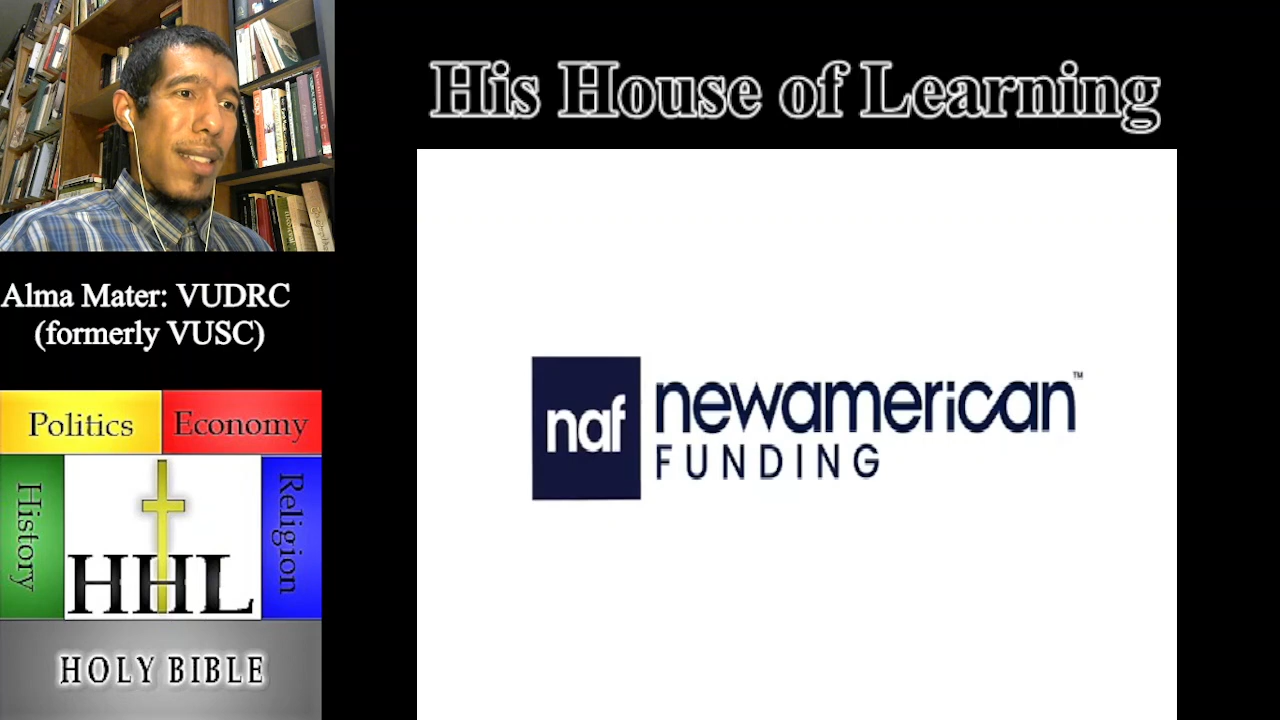 His House of Learning
Alma Mater: VUDRC
(formerly VUSC)
Politics
Economy
History
Religion
HHL
HOLY BIBLE
naf
newamerican™
FUNDING